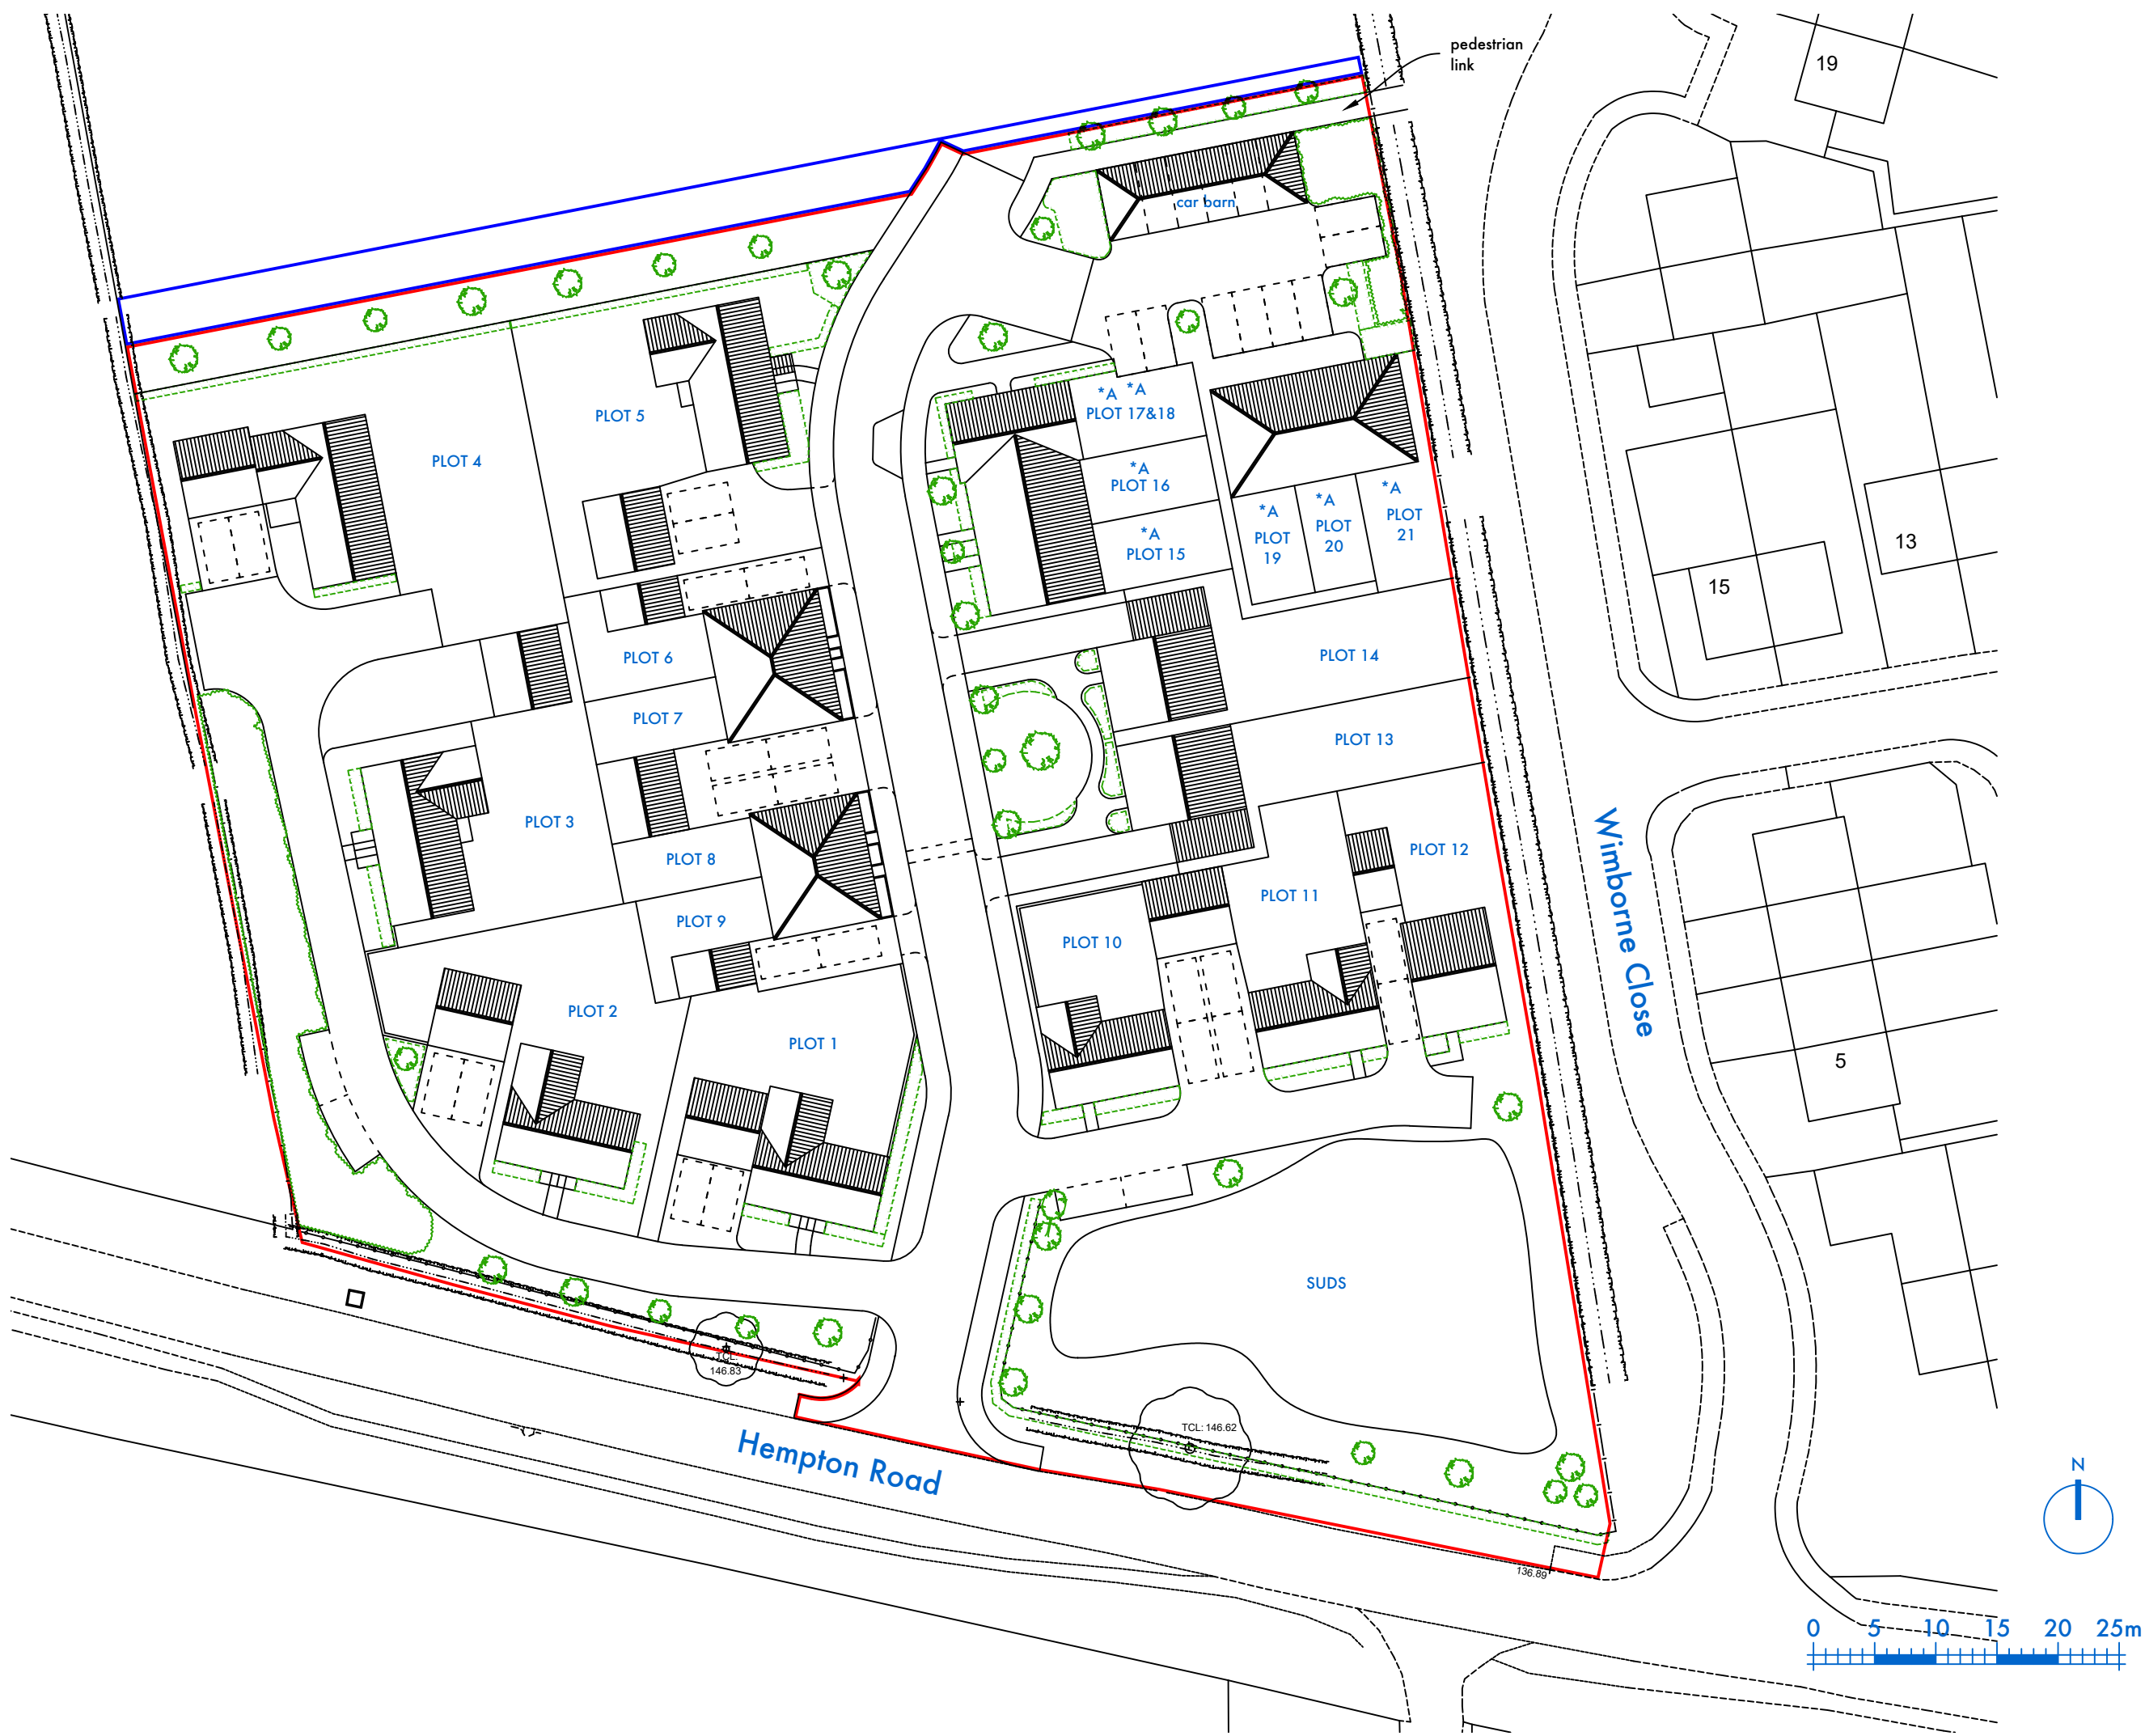 pedestrian
link
19
car barn
*A *A
PLOT 17&18
PLOT 5
PLOT 4
*A
PLOT 16
*A
PLOT 15
*A
PLOT
19
*A
PLOT
20
*A
PLOT
21
13
15
PLOT 6
PLOT 14
PLOT 7
PLOT 13
PLOT 3
PLOT 8
PLOT 12
PLOT 9
PLOT 11
PLOT 10
Wimborne Close
PLOT 2
PLOT 1
5
SUDS
TCL:
146.83
TCL: 146.62
Hempton Road
136.89
N
0 5 10 15 20 25m